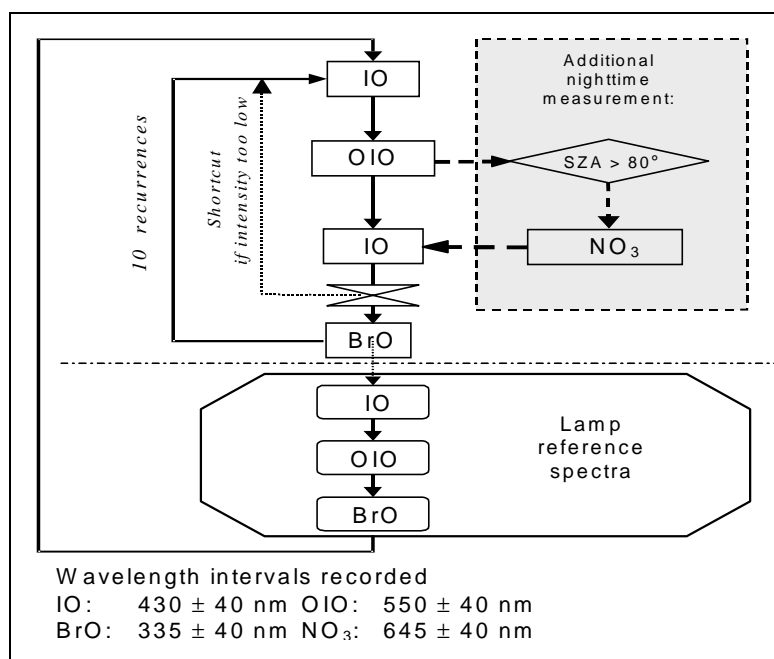 IO
Additional
nighttime
measurement:
OIO
SZA > 80°
10 recurrences
Shortcut
if intensity too low
IO
NO₃
BrO
IO
Lamp
reference
spectra
OIO
BrO
Wavelength intervals recorded
IO: 430 ± 40 nm OIO: 550 ± 40 nm
BrO: 335 ± 40 nm NO₃: 645 ± 40 nm